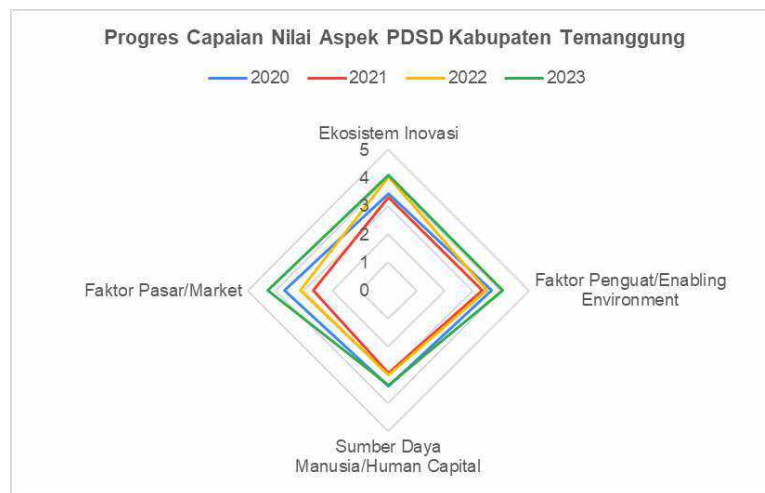 Progres Capaian Nilai Aspek PDSD Kabupaten Temanggung
2020 2021 2022 2023
Ekosistem Inovasi
5
4
3
2
1
0
Faktor Pasar/Market
Faktor Penguat/Enabling
Environment
Sumber Daya
Manusia/Human Capital